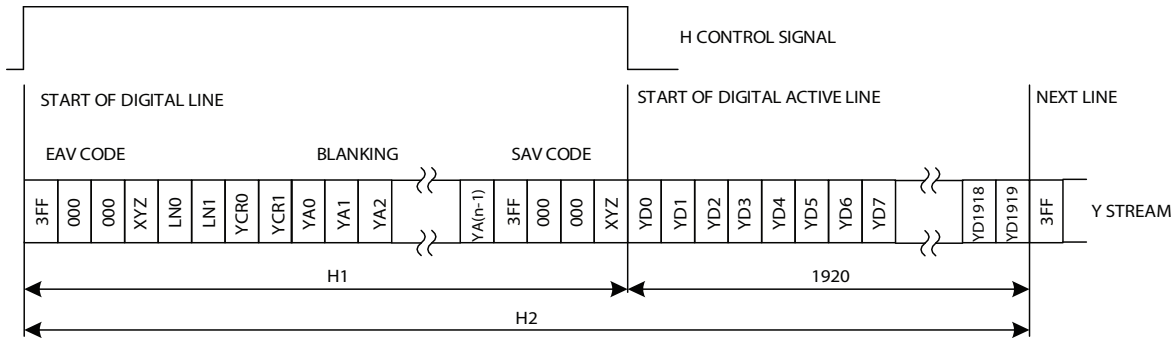 H CONTROL SIGNAL
START OF DIGITAL LINE
START OF DIGITAL ACTIVE LINE
NEXT LINE
EAV CODE
BLANKING
SAV CODE
3FF 000 000 XYZ LN0 LN1 YCR0 YCR1 YA0 YA1 YA2 YA(n-1) 3FF 000 000 XYZ YD0 YD1 YD2 YD3 YD4 YD5 YD6 YD7 YD1918 YD1919 3FF
Y STREAM
H1
1920
H2